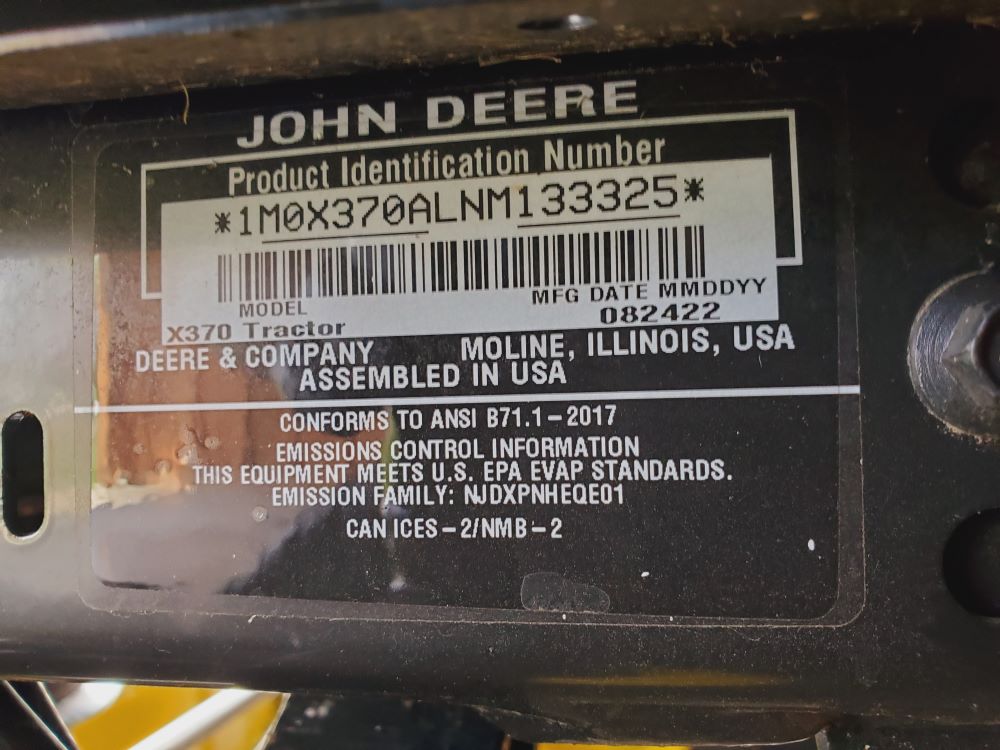 JOHN DEERE
Product Identification Number
*1M0X370ALNM133325*
MODEL MFG DATE MMDDYY
X370 Tractor 082422
DEERE & COMPANY MOLINE, ILLINOIS, USA
ASSEMBLED IN USA
CONFORMS TO ANSI B71.1-2017
EMISSIONS CONTROL INFORMATION
THIS EQUIPMENT MEETS U.S. EPA EVAP STANDARDS.
EMISSION FAMILY: NJDXPNHEQE01
CAN ICES-2/NMB-2